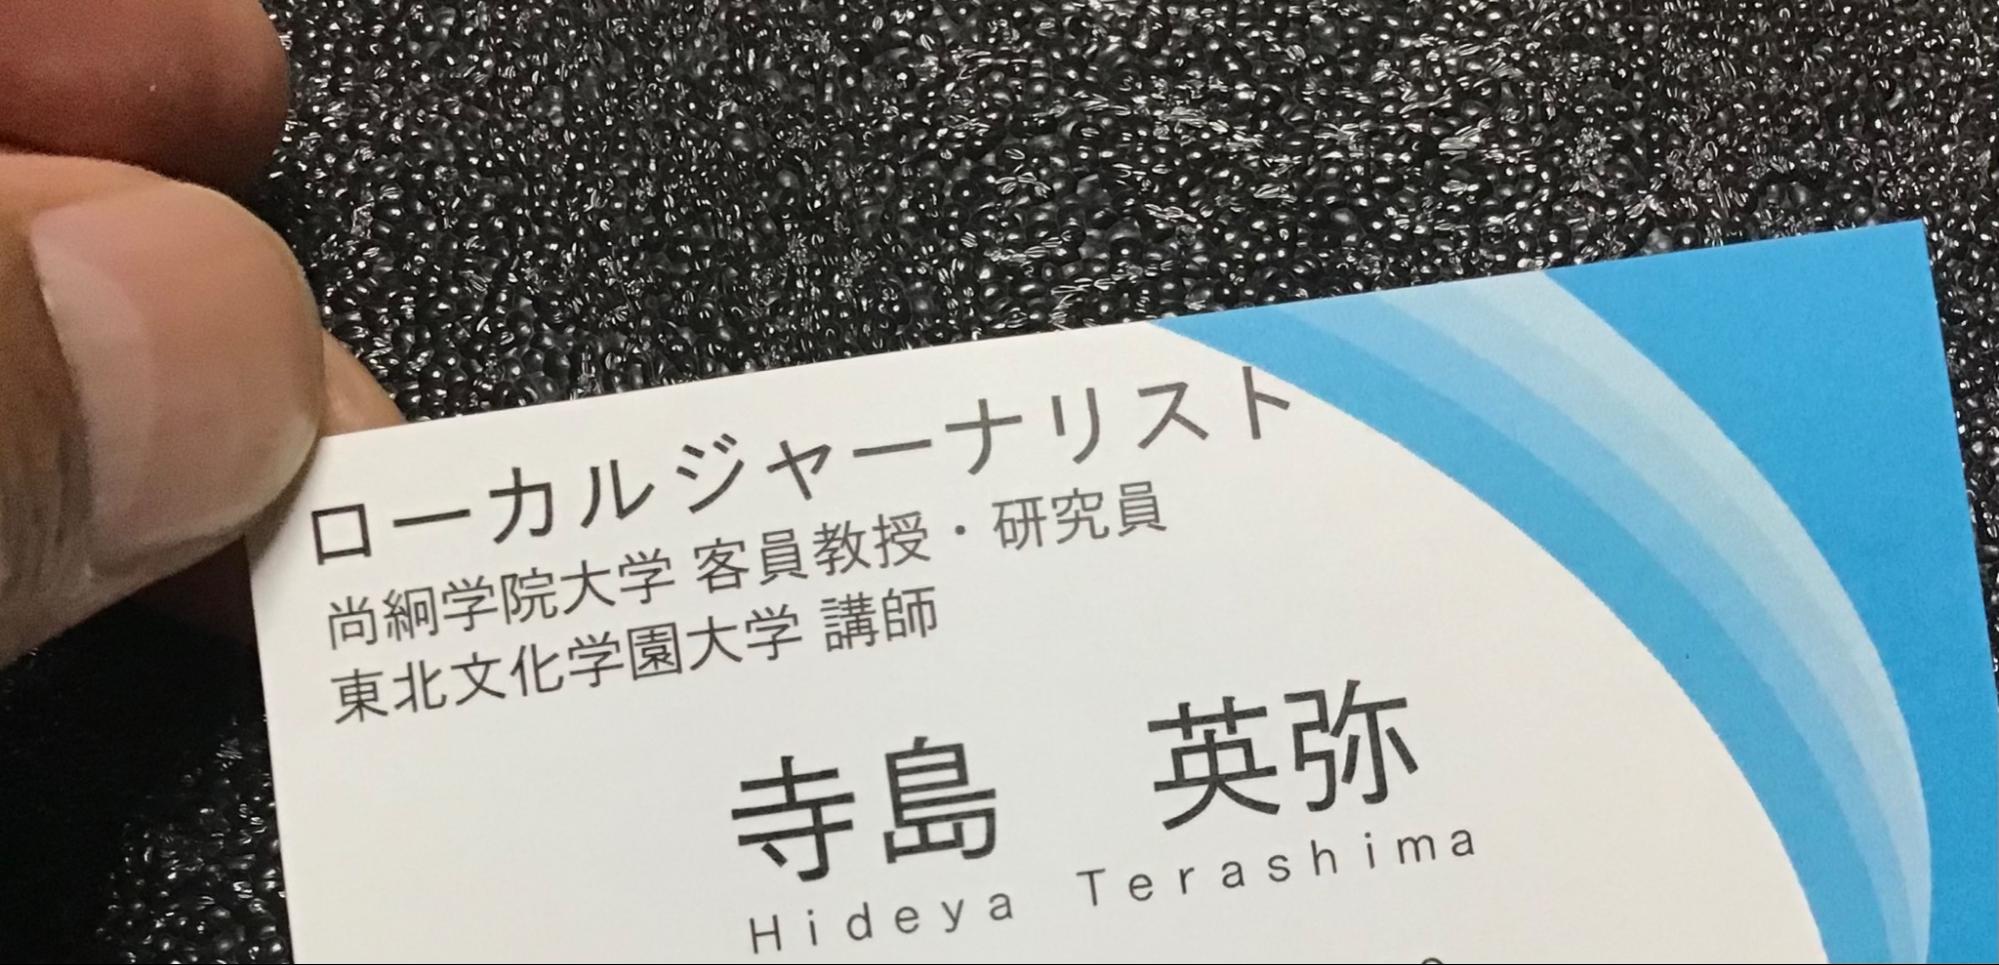 ローカルジャーナリスト
尚絅学院大学 客員教授・研究員
東北文化学園大学 講師
寺島 英弥
Hideya Terashima